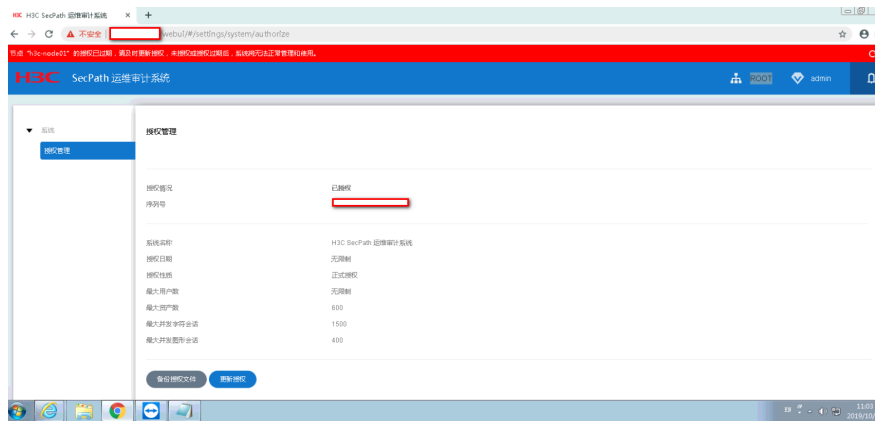 H3C H3C SecPath 运维审计系统 × +
不安全 webui/#/settings/system/authorize
节点 "h3c-node01" 的授权已过期，请及时更新授权，未授权或授权过期后，系统将无法正常管理和使用。
H3C SecPath 运维审计系统 ROOT admin
系统
授权管理
授权管理
授权情况 已授权
序列号
系统名称 H3C SecPath 运维审计系统
授权日期 无限制
授权性质 正式授权
最大用户数 无限制
最大资产数 600
最大并发字符会话 1500
最大并发图形会话 400
备份授权文件 更新授权
11:03
2019/10/